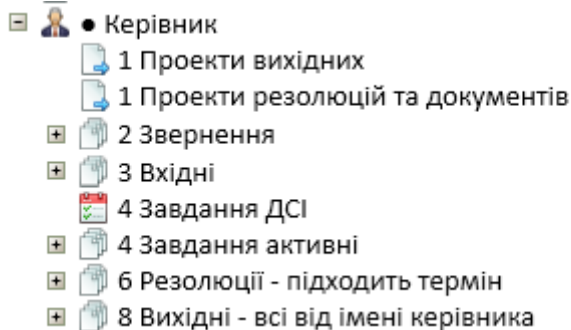 ● Керівник
1 Проекти вихідних
1 Проекти резолюцій та документів
2 Звернення
3 Вхідні
4 Завдання ДСІ
4 Завдання активні
6 Резолюції - підходить термін
8 Вихідні - всі від імені керівника